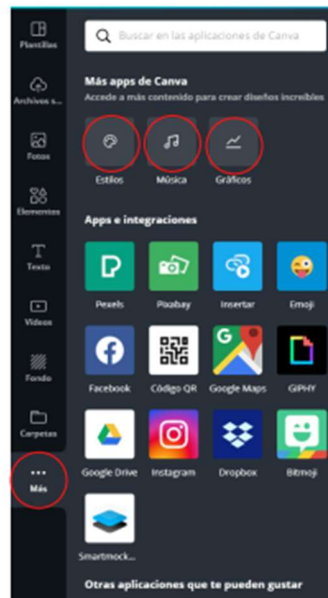 Plantillas
Archivos s...
Fotos
Elementos
Texto
Videos
Fondo
Carpetas
Más
Buscar en las aplicaciones de Canva
Más apps de Canva
Accede a más contenido para crear diseños increíbles
Estilos Música Gráficos
Apps e integraciones
Pexels Pixabay Insertar Emoji
Facebook Código QR Google Maps GIPHY
Google Drive Instagram Dropbox Bitmoji
Smartmock...
Otras aplicaciones que te pueden gustar